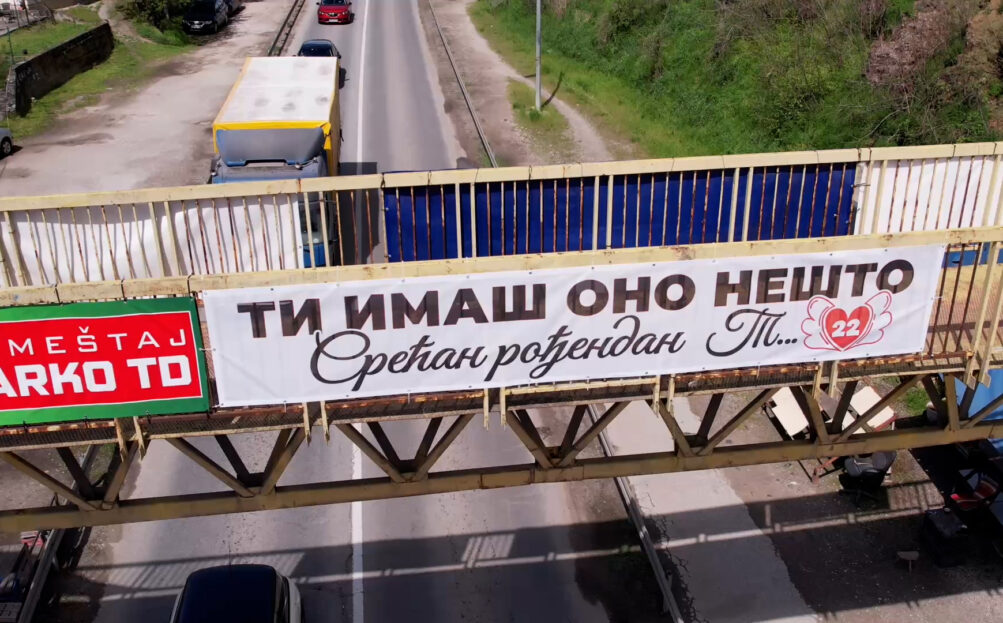 MEŠTAJ
ARKO TD
ТИ ИМАШ ОНО НЕШТО
Срећан рођендан Т...
22